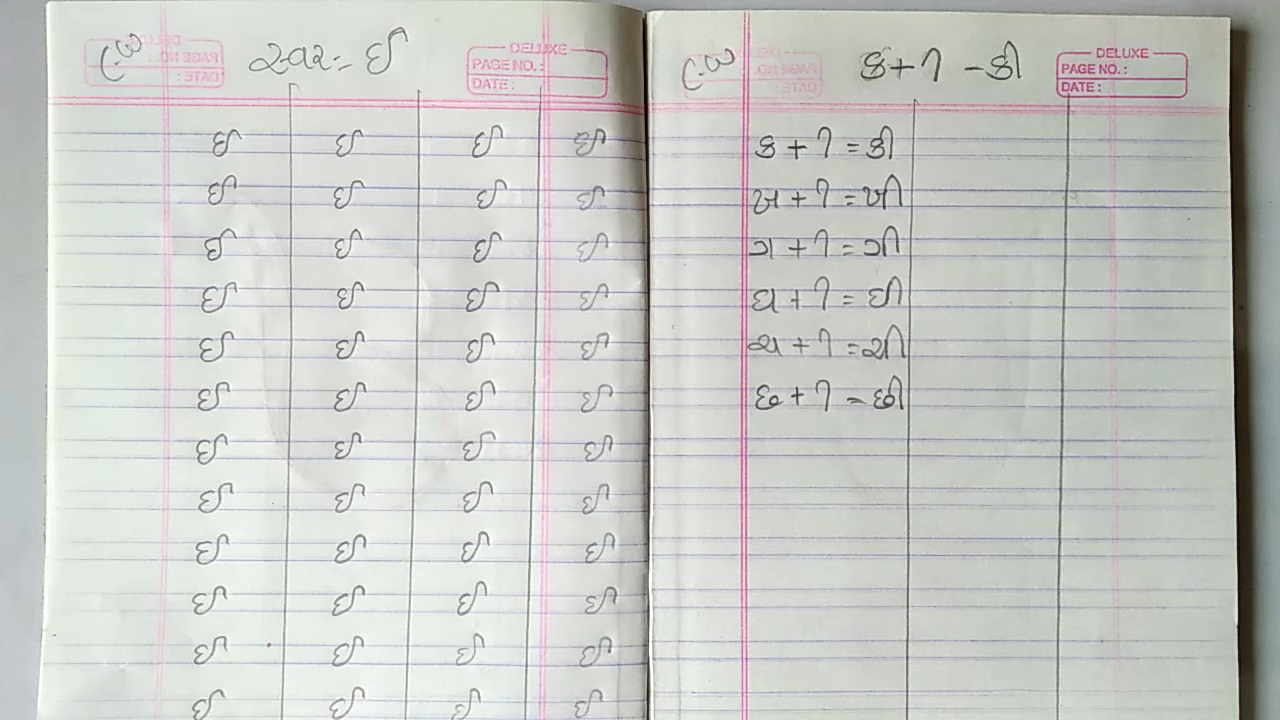 C.W સ્વર - ઈ
DELUXE
PAGE NO. :
DATE :
ઈ ઈ ઈ ઈ
ઈ ઈ ઈ ઈ
ઈ ઈ ઈ ઈ
ઈ ઈ ઈ ઈ
ઈ ઈ ઈ ઈ
ઈ ઈ ઈ ઈ
ઈ ઈ ઈ ઈ
ઈ ઈ ઈ ઈ
ઈ ઈ ઈ ઈ
ઈ ઈ ઈ ઈ
ઈ ઈ ઈ ઈ
ઈ ઈ ઈ ઈ
C.W ક + ી - કી
DELUXE
PAGE NO. :
DATE :
ક + ી = કી
ખ + ી = ખી
ગ + ી = ગી
ઘ + ી = ઘી
ચ + ી = ચી
છ + ી = છી